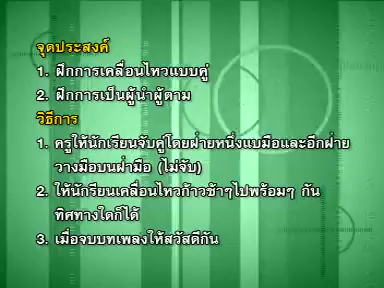 จุดประสงค์
1. ฝึกการเคลื่อนไหวแบบคู่
2. ฝึกการเป็นผู้นำผู้ตาม
วิธีการ
1. ครูให้นักเรียนจับคู่โดยฝ่ายหนึ่งแบมือและอีกฝ่าย
วางมือบนฝ่ามือ (ไม่จับ)
2. ให้นักเรียนเคลื่อนไหวก้าวช้าๆไปพร้อมๆ กัน
ทิศทางใดก็ได้
3. เมื่อจบบทเพลงให้สวัสดีกัน